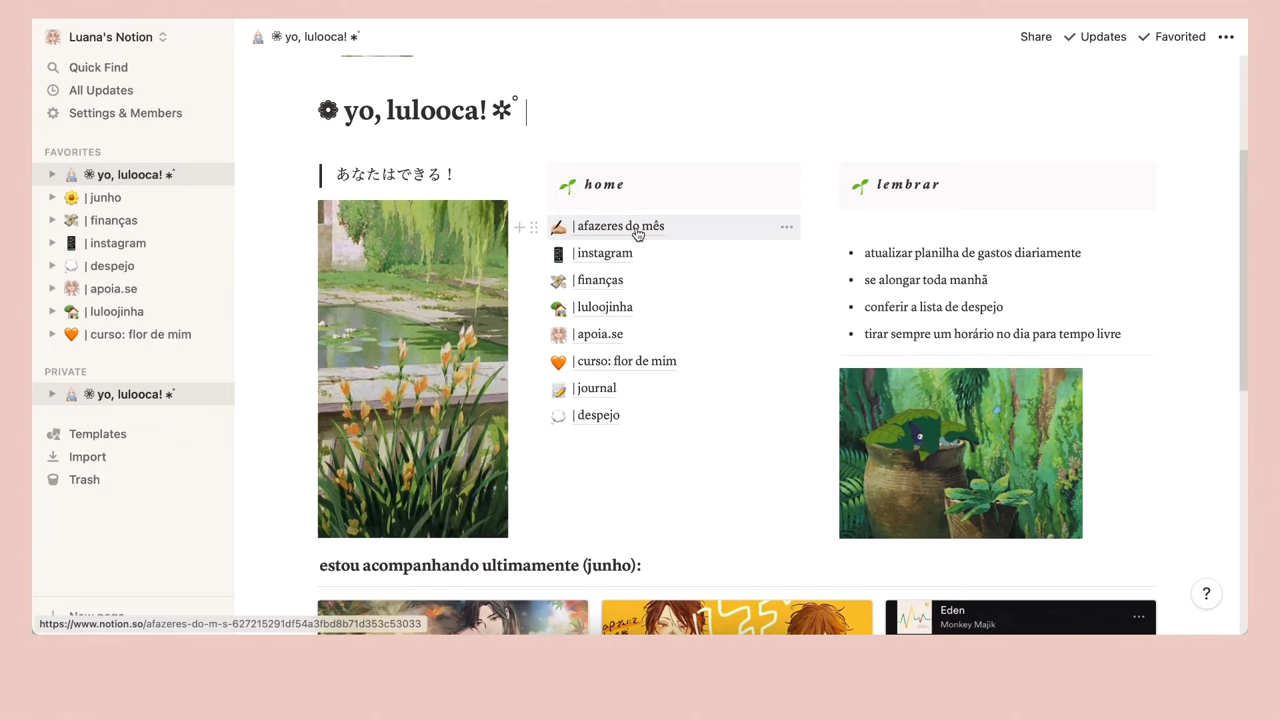 Luana's Notion
Quick Find
All Updates
Settings & Members
FAVORITES
❁ yo, lulooca! ✲˚
| junho
| finanças
| instagram
| despejo
| apoia.se
| luloojinha
| curso: flor de mim
PRIVATE
❁ yo, lulooca! ✲˚
Templates
Import
Trash
New page
https://www.notion.so/afazeres-do-m-s-627215291df54a3fbd8b71d353c53033
❁ yo, lulooca! ✲˚
Share
Updates
Favorited
❁ yo, lulooca! ✲˚
あなたはできる！
home
| afazeres do mês
| instagram
| finanças
| luloojinha
| apoia.se
| curso: flor de mim
| journal
| despejo
lembrar
• atualizar planilha de gastos diariamente
• se alongar toda manhã
• conferir a lista de despejo
• tirar sempre um horário no dia para tempo livre
estou acompanhando ultimamente (junho):
Eden
Monkey Majik
?